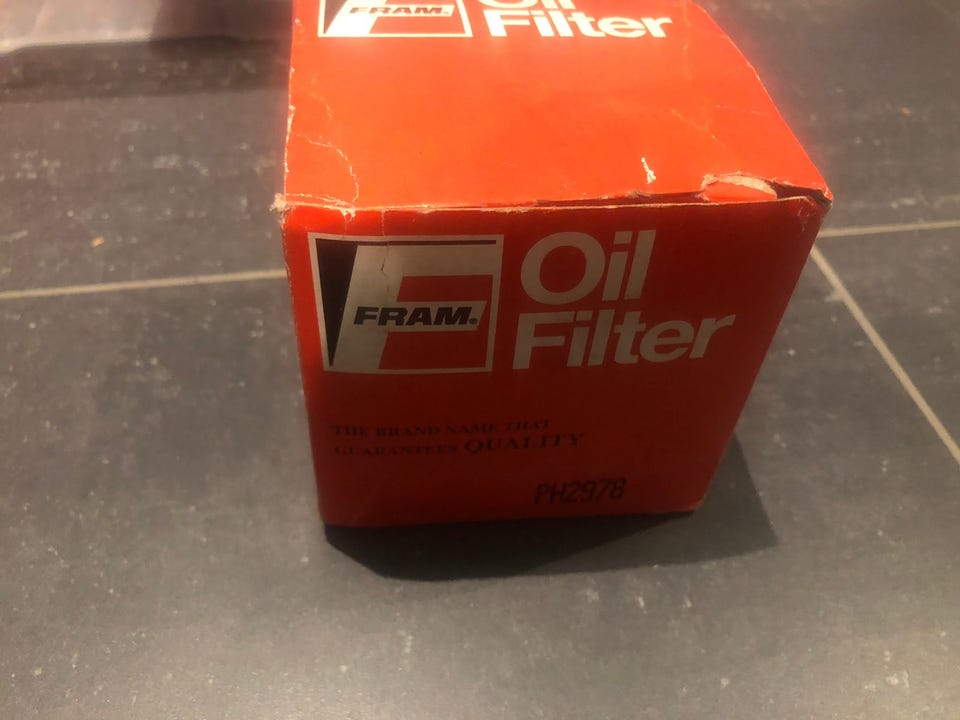 FRAM
Oil
Filter
FRAM®
Oil
Filter
THE BRAND NAME THAT
GUARANTEES QUALITY
PH2978